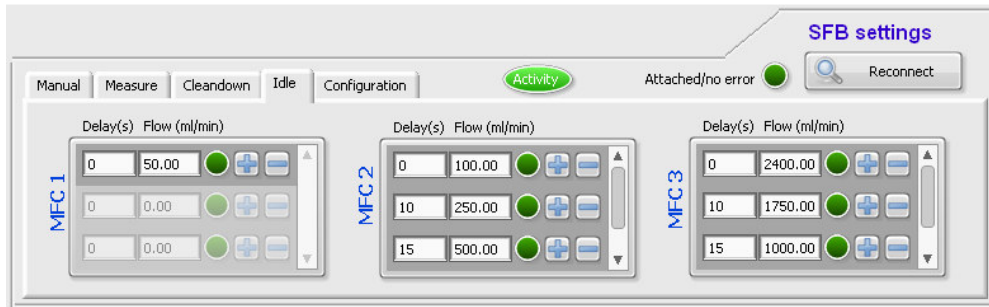 SFB settings
Manual Measure Cleandown Idle Configuration Activity Attached/no error Reconnect
Delay(s) Flow (ml/min) Delay(s) Flow (ml/min) Delay(s) Flow (ml/min)
MFC 1 MFC 2 MFC 3
0 50.00 0 100.00 0 2400.00
0 0.00 10 250.00 10 1750.00
0 0.00 15 500.00 15 1000.00